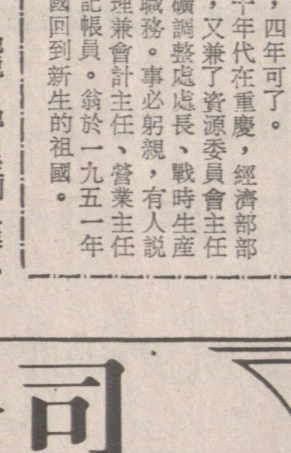 ，四年可了。
十年代在重慶，經濟部部
，又兼了資源委員會主任
礦調整處處長、戰時生産
職務。事必躬親，有人説
理兼會計主任、營業主任
記帳員。翁於一九五一年
國回到新生的祖國。
司